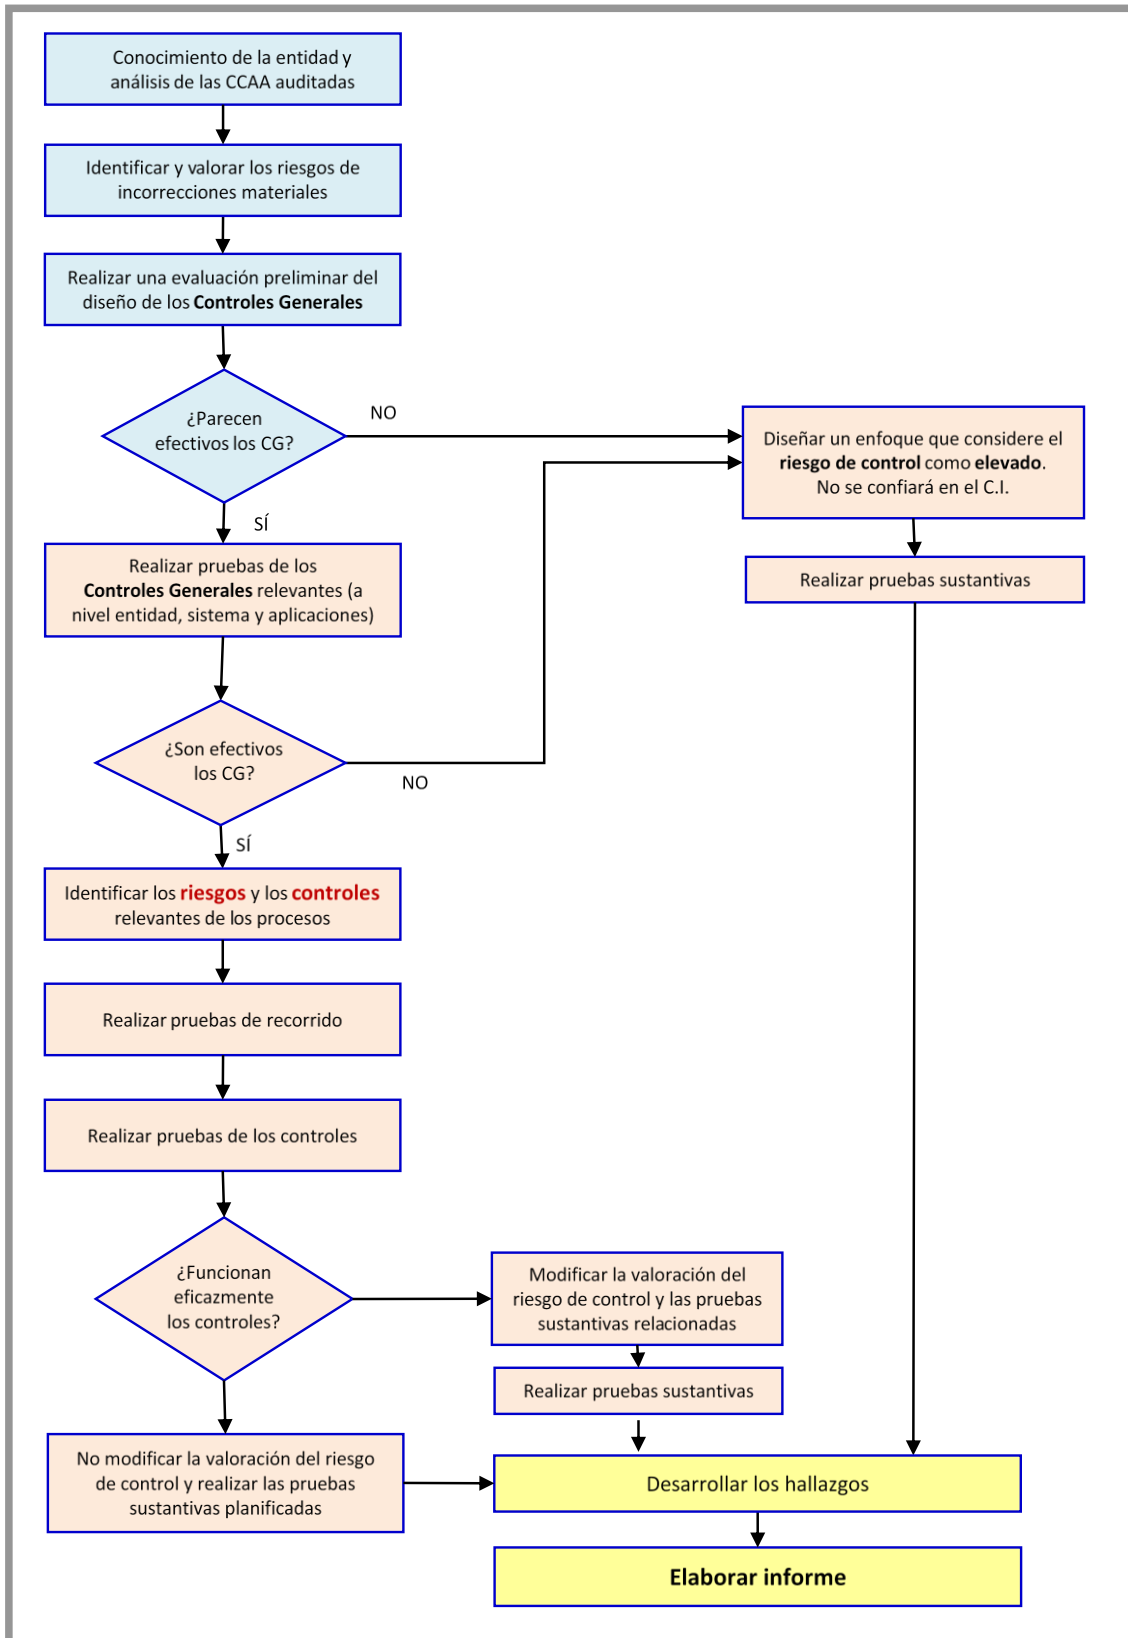 Conocimiento de la entidad y
análisis de las CCAA auditadas
Identificar y valorar los riesgos de
incorrecciones materiales
Realizar una evaluación preliminar del
diseño de los Controles Generales
¿Parecen
efectivos los CG?
NO
Diseñar un enfoque que considere el
riesgo de control como elevado.
No se confiará en el C.I.
SÍ
Realizar pruebas de los
Controles Generales relevantes (a
nivel entidad, sistema y aplicaciones)
Realizar pruebas sustantivas
¿Son efectivos
los CG?
NO
SÍ
Identificar los riesgos y los controles
relevantes de los procesos
Realizar pruebas de recorrido
Realizar pruebas de los controles
¿Funcionan
eficazmente
los controles?
Modificar la valoración del
riesgo de control y las pruebas
sustantivas relacionadas
Realizar pruebas sustantivas
No modificar la valoración del riesgo
de control y realizar las pruebas
sustantivas planificadas
Desarrollar los hallazgos
Elaborar informe